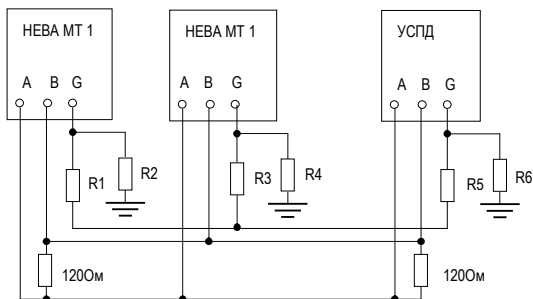 НЕВА МТ 1
НЕВА МТ 1
УСПД
A B G
A B G
A B G
R1
R2
R3
R4
R5
R6
120Ом
120Ом